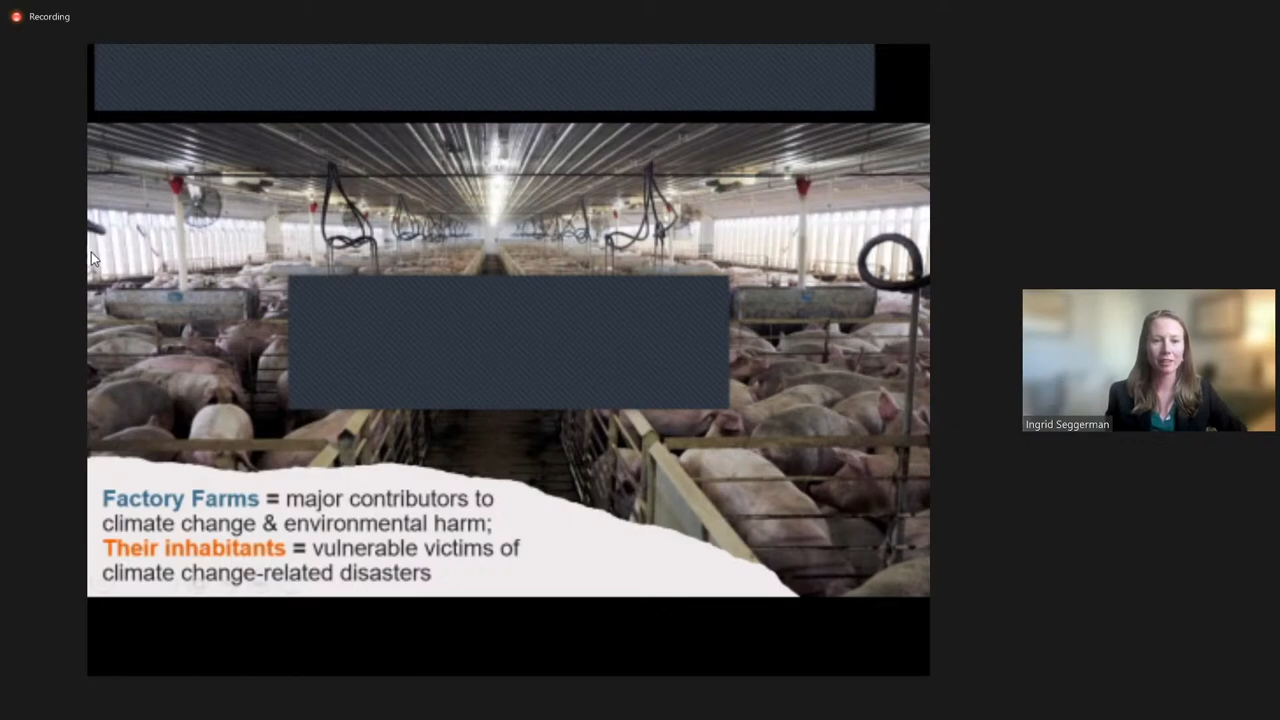 Recording
Factory Farms = major contributors to
climate change & environmental harm;
Their inhabitants = vulnerable victims of
climate change-related disasters
Ingrid Seggerman